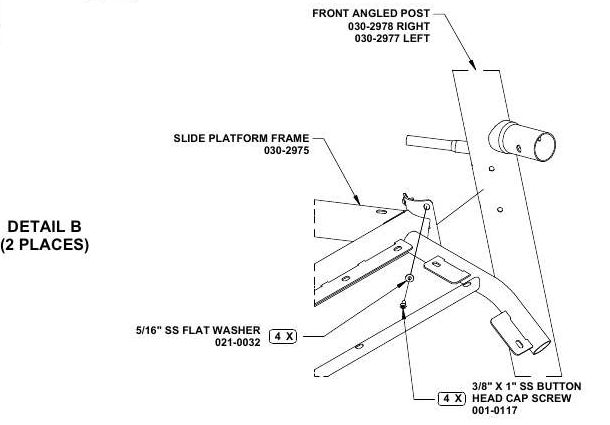 FRONT ANGLED POST
030-2978 RIGHT
030-2977 LEFT
SLIDE PLATFORM FRAME
030-2975
DETAIL B
(2 PLACES)
5/16" SS FLAT WASHER
021-0032
4 X
3/8" X 1" SS BUTTON
HEAD CAP SCREW
001-0117
4 X